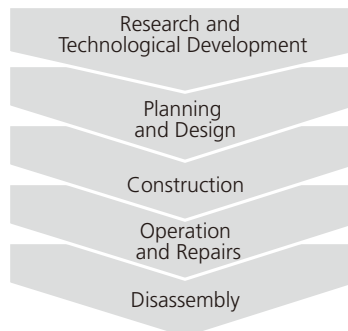 Research and
Technological Development
Planning
and Design
Construction
Operation
and Repairs
Disassembly